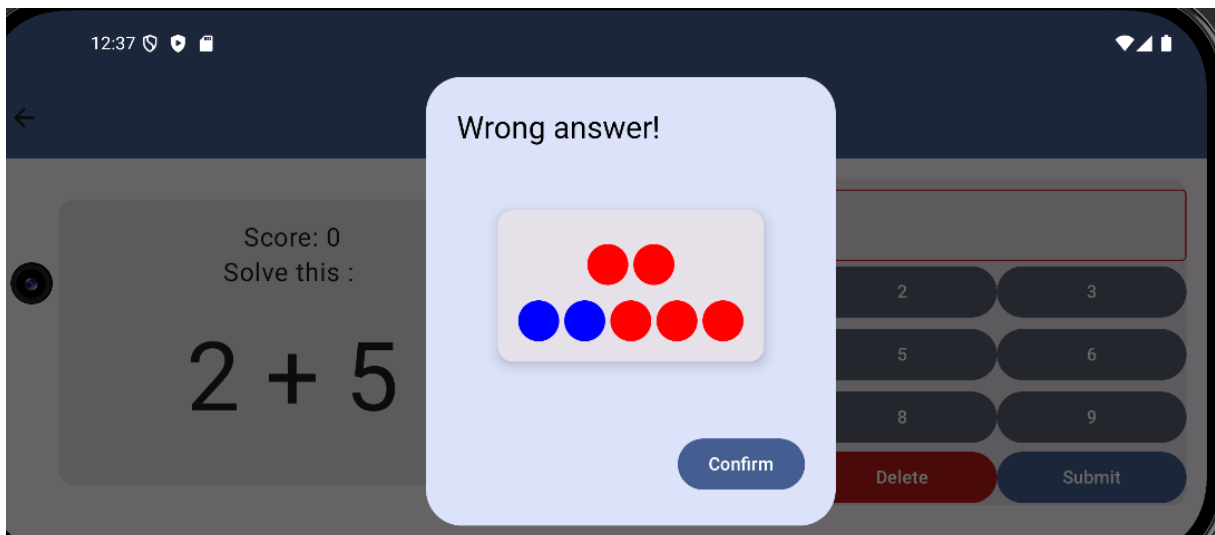 12:37
Wrong answer!
Score: 0
Solve this :
2 + 5
2
3
5
6
8
9
Confirm
Delete
Submit